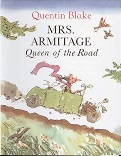 Quentin Blake
MRS.
ARMITAGE
Queen of the Road